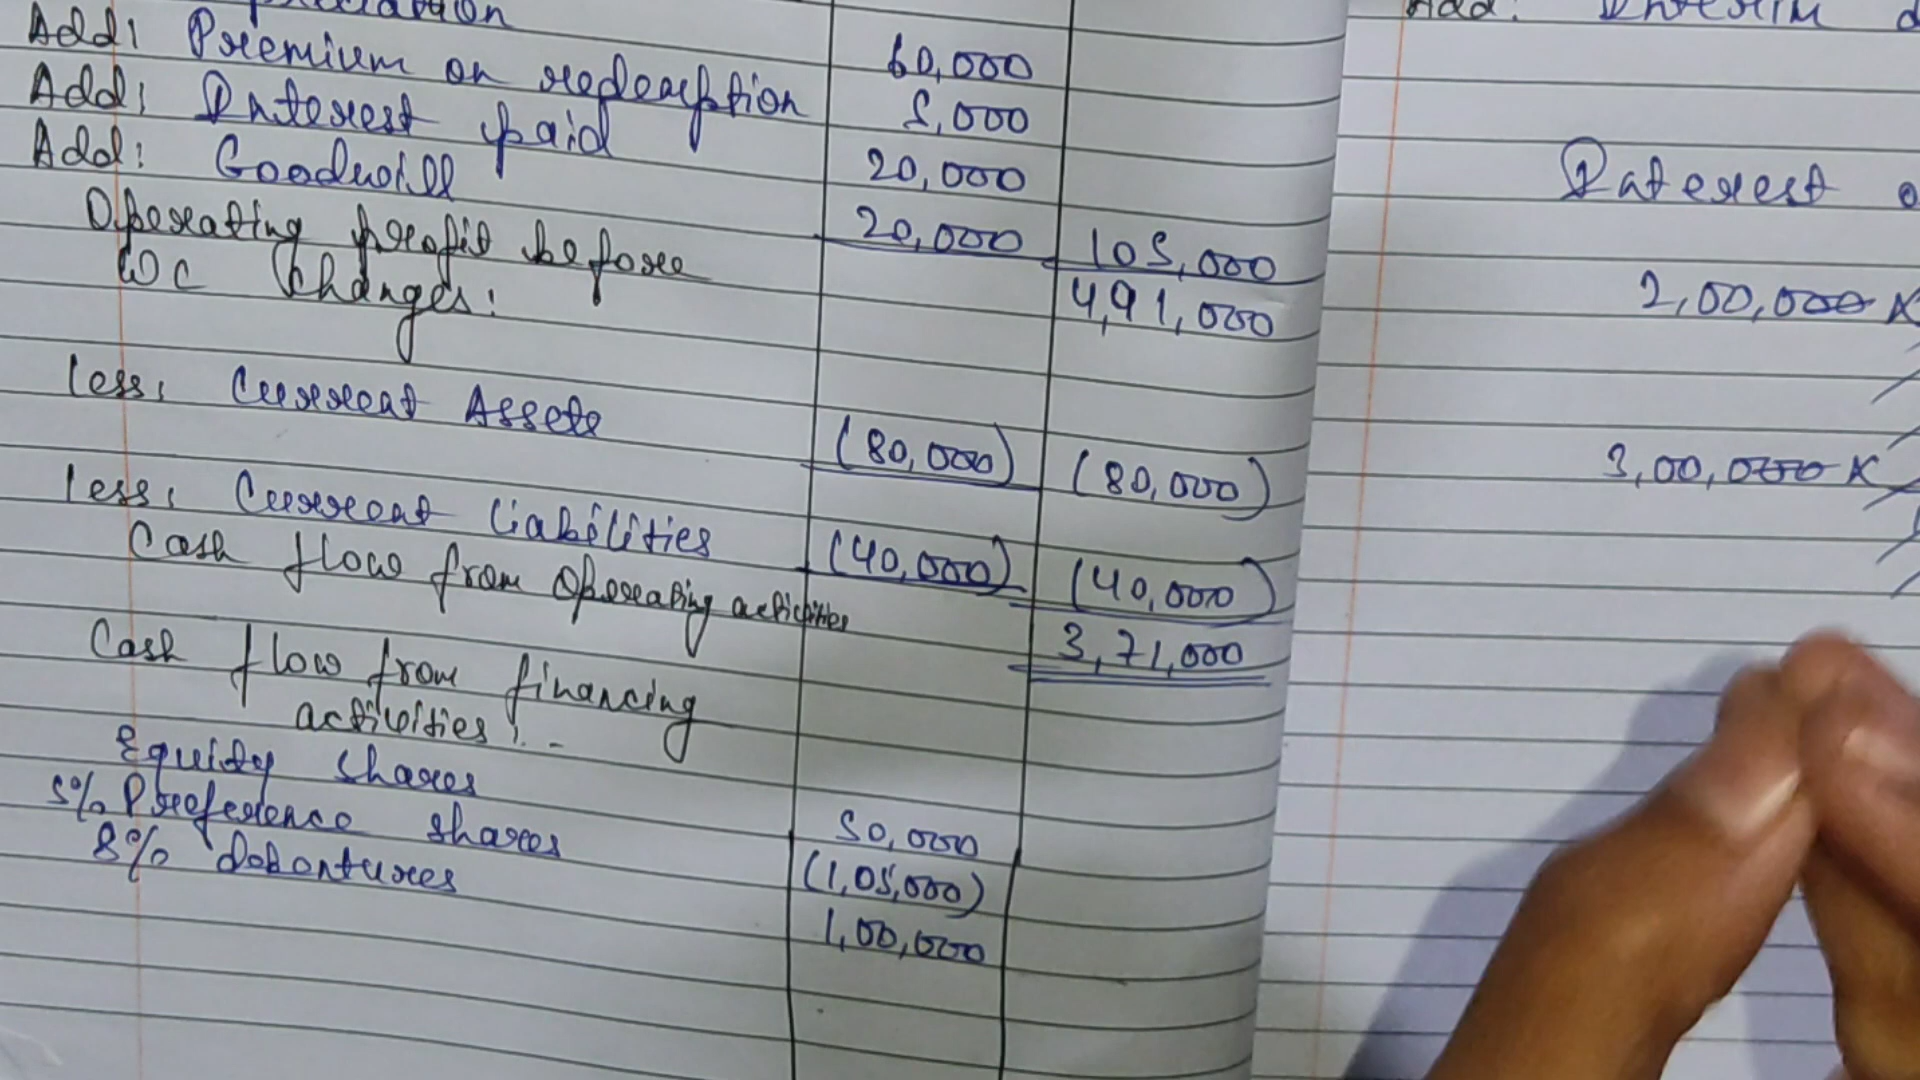 Add: Premium on redemption 60,000
Add: Interest paid 5,000
Add: Goodwill 20,000
Operating profit before 20,000 105,000
WC Changes: 4,91,000
Less: Current Assets (80,000) (80,000)
Less: Current Liabilities (40,000) (40,000)
Cash flow from Operating activities 3,71,000
Cash flow from financing
activities:-
Equity shares 50,000
5% Preference shares (1,05,000)
8% debentures 1,00,000
Add: Interim
Interest
2,00,000 X
3,00,000 X